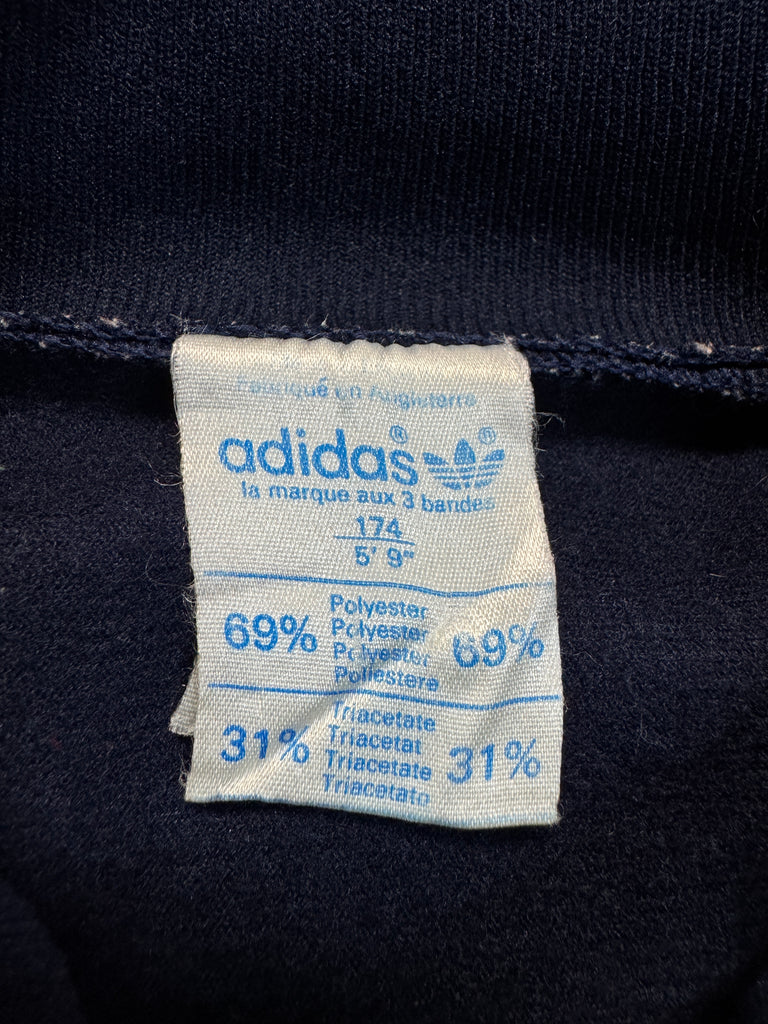 Fabriqué en Angleterre
adidas® ®
la marque aux 3 bandes
174
5' 9"
69% Polyester 69%
Polyester
Polyester
Poliestere
31% Triacetate 31%
Triacetat
Triacetate
Triacetato